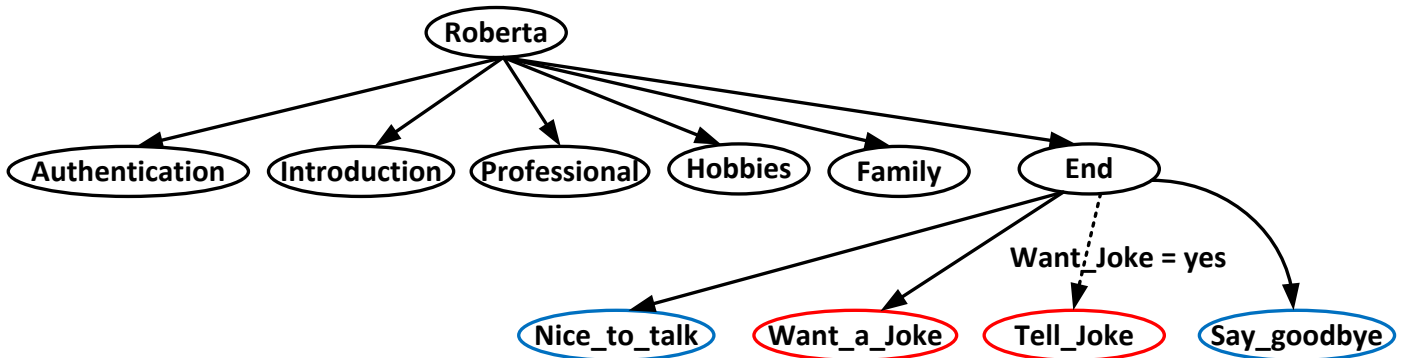 Roberta
Authentication
Introduction
Professional
Hobbies
Family
End
Want_Joke = yes
Nice_to_talk
Want_a_Joke
Tell_Joke
Say_goodbye